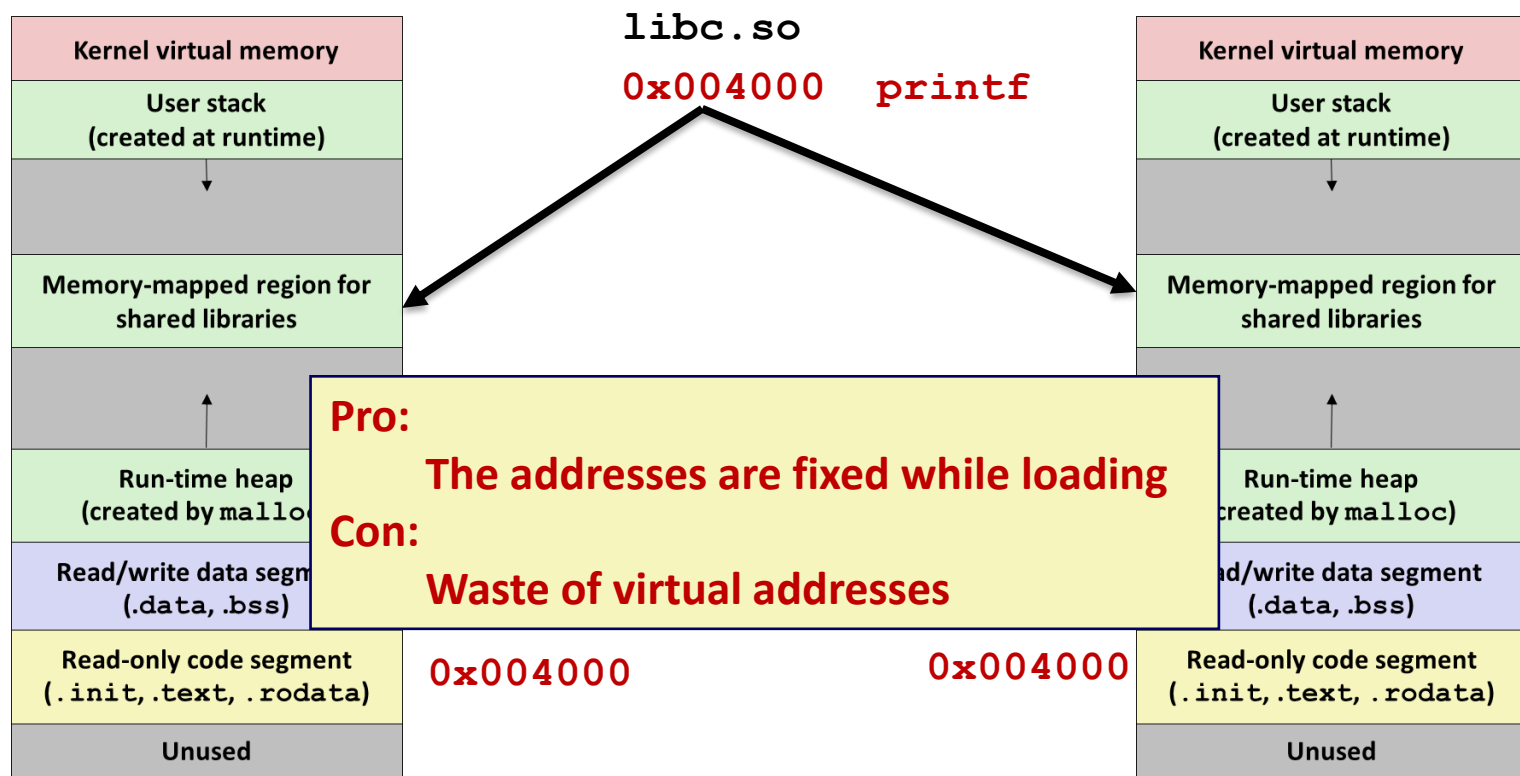 libc.so
0x004000 printf
Kernel virtual memory
User stack
(created at runtime)
Memory-mapped region for
shared libraries
Run-time heap
(created by malloc
Read/write data segm
(.data, .bss)
Read-only code segment
(.init, .text, .rodata)
Unused
Pro:
The addresses are fixed while loading
Con:
Waste of virtual addresses
0x004000
0x004000
Kernel virtual memory
User stack
(created at runtime)
Memory-mapped region for
shared libraries
Run-time heap
created by malloc)
ad/write data segment
(.data, .bss)
Read-only code segment
(.init, .text, .rodata)
Unused